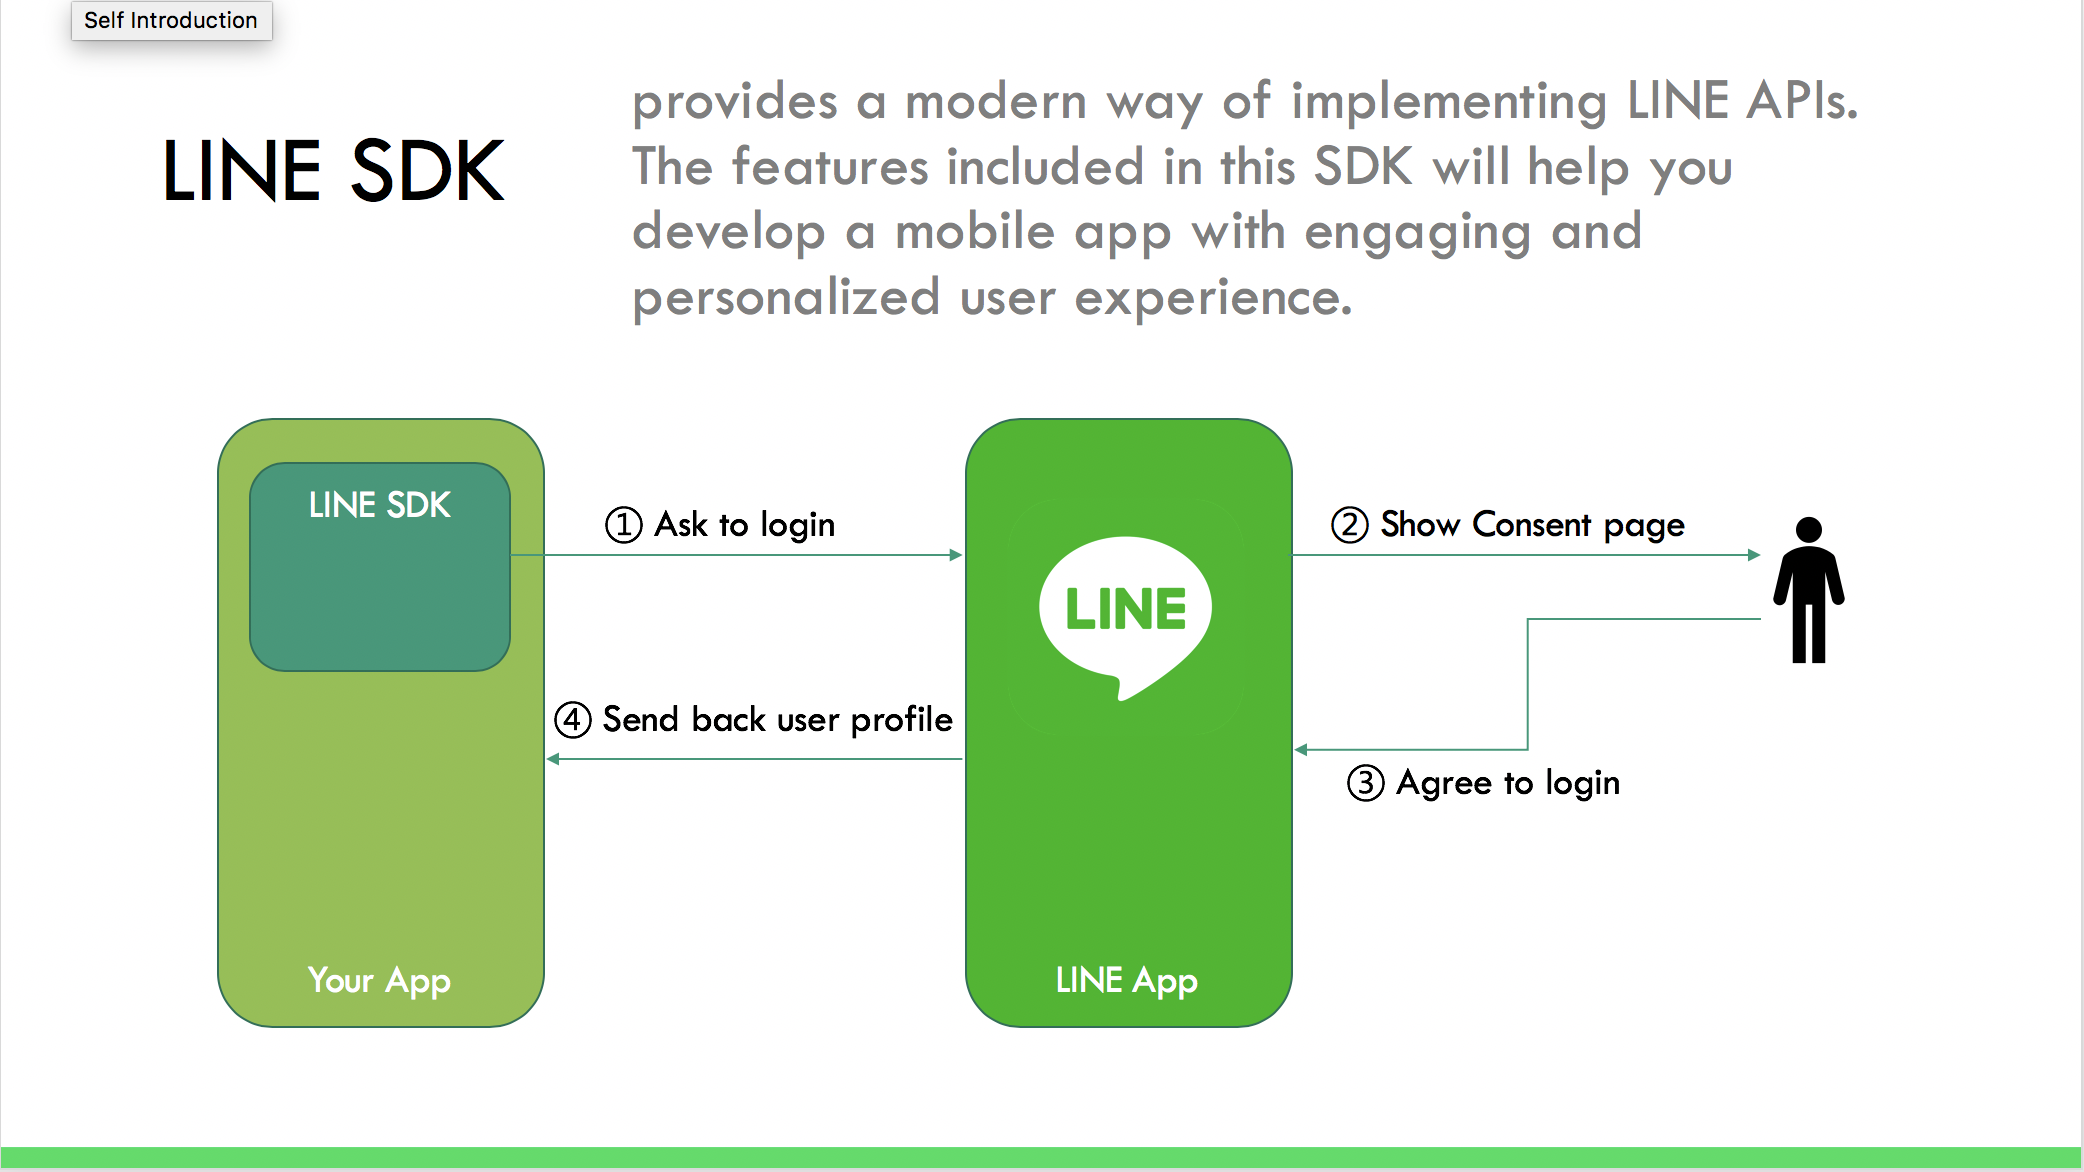 Self Introduction
LINE SDK
provides a modern way of implementing LINE APIs.
The features included in this SDK will help you
develop a mobile app with engaging and
personalized user experience.
LINE SDK
① Ask to login
② Show Consent page
LINE
④ Send back user profile
③ Agree to login
Your App
LINE App